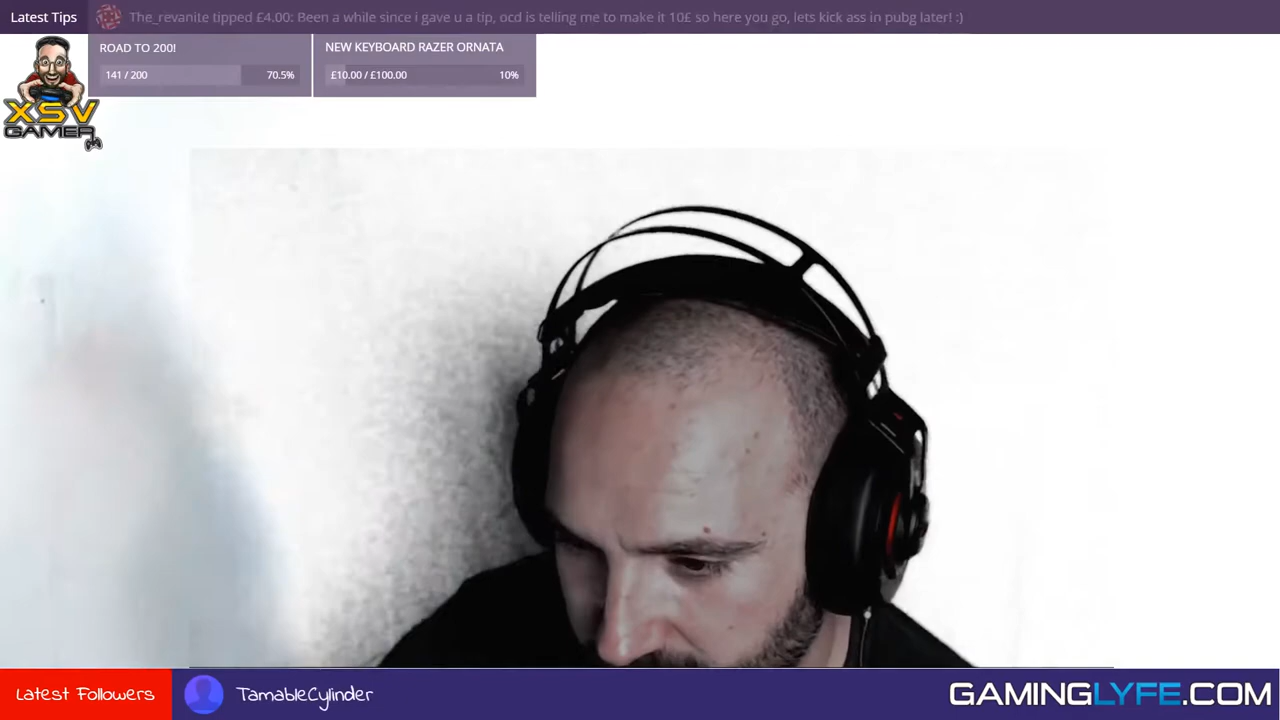 Latest Tips
The_revanite tipped £4.00: Been a while since i gave u a tip, ocd is telling me to make it 10£ so here you go, lets kick ass in pubg later! :)
ROAD TO 200!
141 / 200 70.5%
NEW KEYBOARD RAZER ORNATA
£10.00 / £100.00 10%
XSV
GAMER
Latest Followers
TamableCylinder
GAMINGLYFE.COM